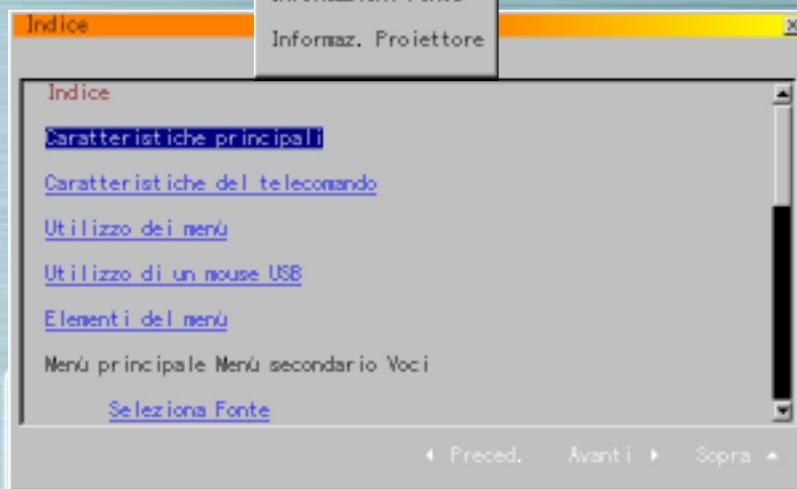 Informaz. Proiettore
Indice
Indice
Caratteristiche principali
Caratteristiche del telecomando
Utilizzo dei menù
Utilizzo di un mouse USB
Elementi del menù
Menù principale Menù secondario Voci
Seleziona Fonte
Preced. Avanti Sopra